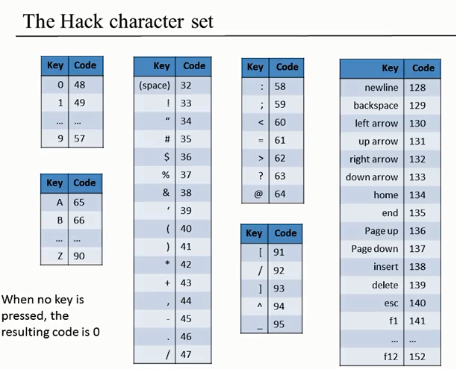 The Hack character set
Key Code
0 48
1 49
... ...
9 57
Key Code
A 65
B 66
... ...
Z 90
When no key is
pressed, the
resulting code is 0
Key Code
(space) 32
! 33
“ 34
# 35
$ 36
% 37
& 38
‘ 39
( 40
) 41
* 42
+ 43
, 44
- 45
. 46
/ 47
Key Code
: 58
; 59
< 60
= 61
> 62
? 63
@ 64
Key Code
[ 91
/ 92
] 93
^ 94
_ 95
Key Code
newline 128
backspace 129
left arrow 130
up arrow 131
right arrow 132
down arrow 133
home 134
end 135
Page up 136
Page down 137
insert 138
delete 139
esc 140
f1 141
... ...
f12 152